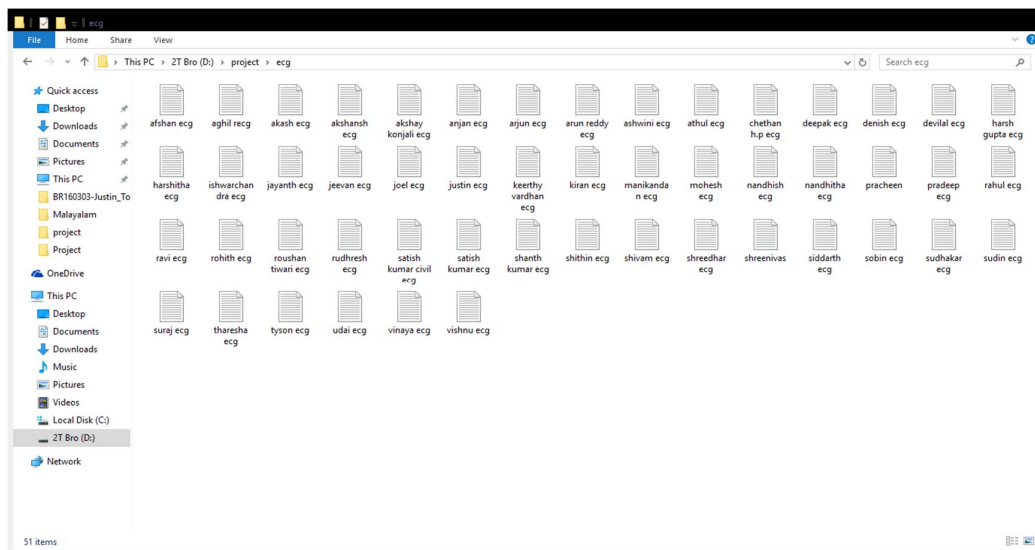 ecg
File Home Share View
This PC > 2T Bro (D:) > project > ecg
Search ecg
Quick access
Desktop
Downloads
Documents
Pictures
This PC
BR160303-Justin_To
Malayalam
project
Project
OneDrive
This PC
Desktop
Documents
Downloads
Music
Pictures
Videos
Local Disk (C:)
2T Bro (D:)
Network
afshan ecg
aghil recg
akash ecg
akshansh
ecg
akshay
konjali ecg
anjan ecg
arjun ecg
arun reddy
ecg
ashwini ecg
athul ecg
chethan
h.p ecg
deepak ecg
denish ecg
devilal ecg
harsh
gupta ecg
harshitha
ecg
ishwarchan
dra ecg
jayanth ecg
jeevan ecg
joel ecg
justin ecg
keerthy
vardhan
ecg
kiran ecg
manikanda
n ecg
mohesh
ecg
nandhish
ecg
nandhitha
ecg
pracheen
pradeep
ecg
rahul ecg
ravi ecg
rohith ecg
roushan
tiwari ecg
rudhresh
ecg
satish
kumar civil
ecg
satish
kumar ecg
shanth
kumar ecg
shithin ecg
shivam ecg
shreedhar
ecg
shreenivas
siddarth
ecg
sobin ecg
sudhakar
ecg
sudin ecg
suraj ecg
tharesha
ecg
tyson ecg
udai ecg
vinaya ecg
vishnu ecg
51 items